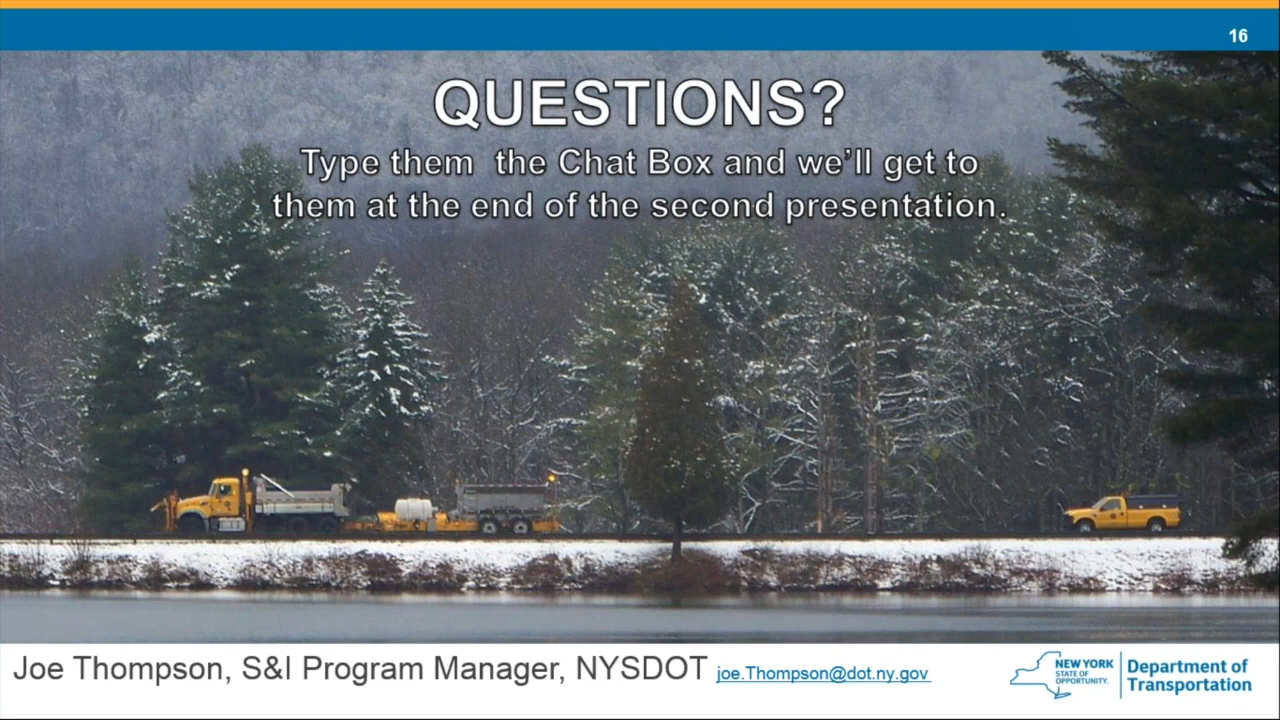 16
QUESTIONS?
Type them  the Chat Box and we'll get to
them at the end of the second presentation.
Joe Thompson, S&I Program Manager, NYSDOT joe.Thompson@dot.ny.gov
NEW YORK
STATE OF
OPPORTUNITY.
Department of
Transportation